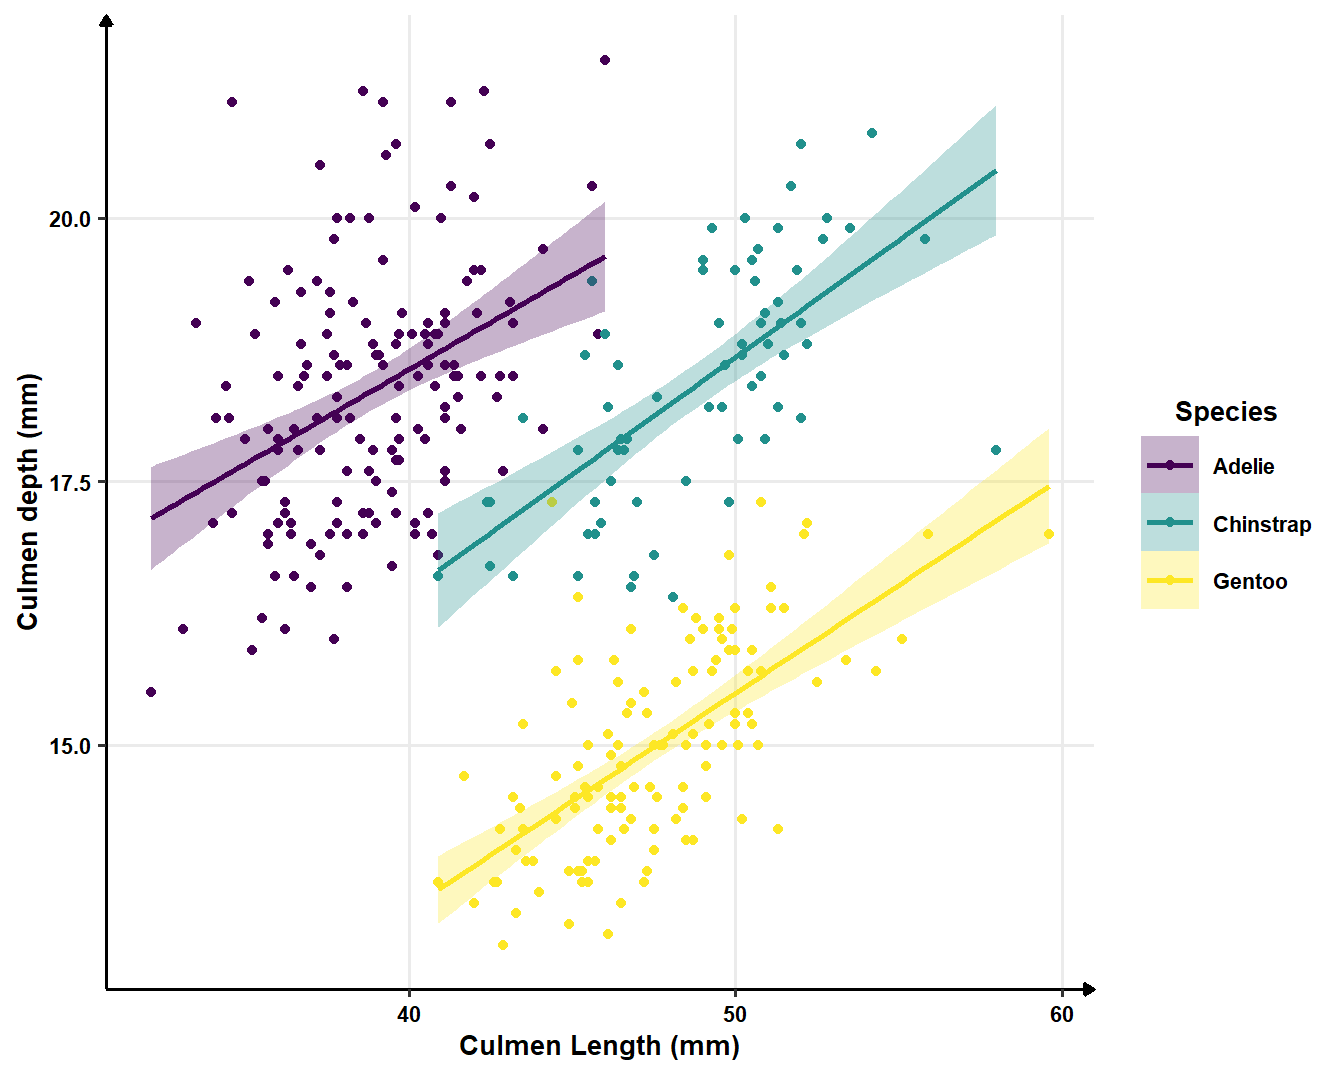 20.0
17.5
15.0
Culmen depth (mm)
40
50
60
Culmen Length (mm)
Species
Adelie
Chinstrap
Gentoo